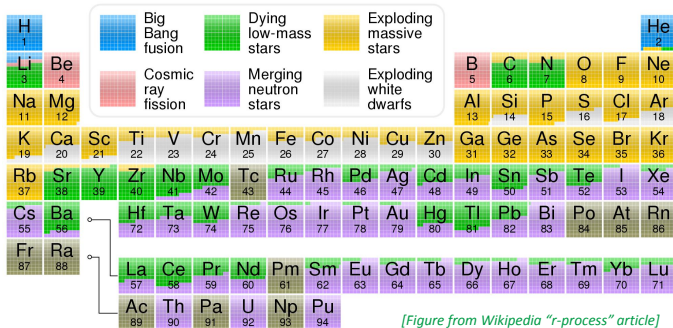 H
1
Big
Bang
fusion
Dying
low-mass
stars
Exploding
massive
stars
He
2
Li
3
Be
4
Cosmic
ray
fission
Merging
neutron
stars
Exploding
white
dwarfs
B
5
C
6
N
7
O
8
F
9
Ne
10
Na
11
Mg
12
Al
13
Si
14
P
15
S
16
Cl
17
Ar
18
K Ca Sc Ti V Cr Mn Fe Co Ni Cu Zn Ga Ge As Se Br Kr
19 20 21 22 23 24 25 26 27 28 29 30 31 32 33 34 35 36
Rb Sr Y Zr Nb Mo Tc Ru Rh Pd Ag Cd In Sn Sb Te I Xe
37 38 39 40 41 42 43 44 45 46 47 48 49 50 51 52 53 54
Cs Ba Hf Ta W Re Os Ir Pt Au Hg Tl Pb Bi Po At Rn
55 56 72 73 74 75 76 77 78 79 80 81 82 83 84 85 86
Fr Ra
87 88
La Ce Pr Nd Pm Sm Eu Gd Tb Dy Ho Er Tm Yb Lu
57 58 59 60 61 62 63 64 65 66 67 68 69 70 71
Ac Th Pa U Np Pu
89 90 91 92 93 94
[Figure from Wikipedia “r-process” article]